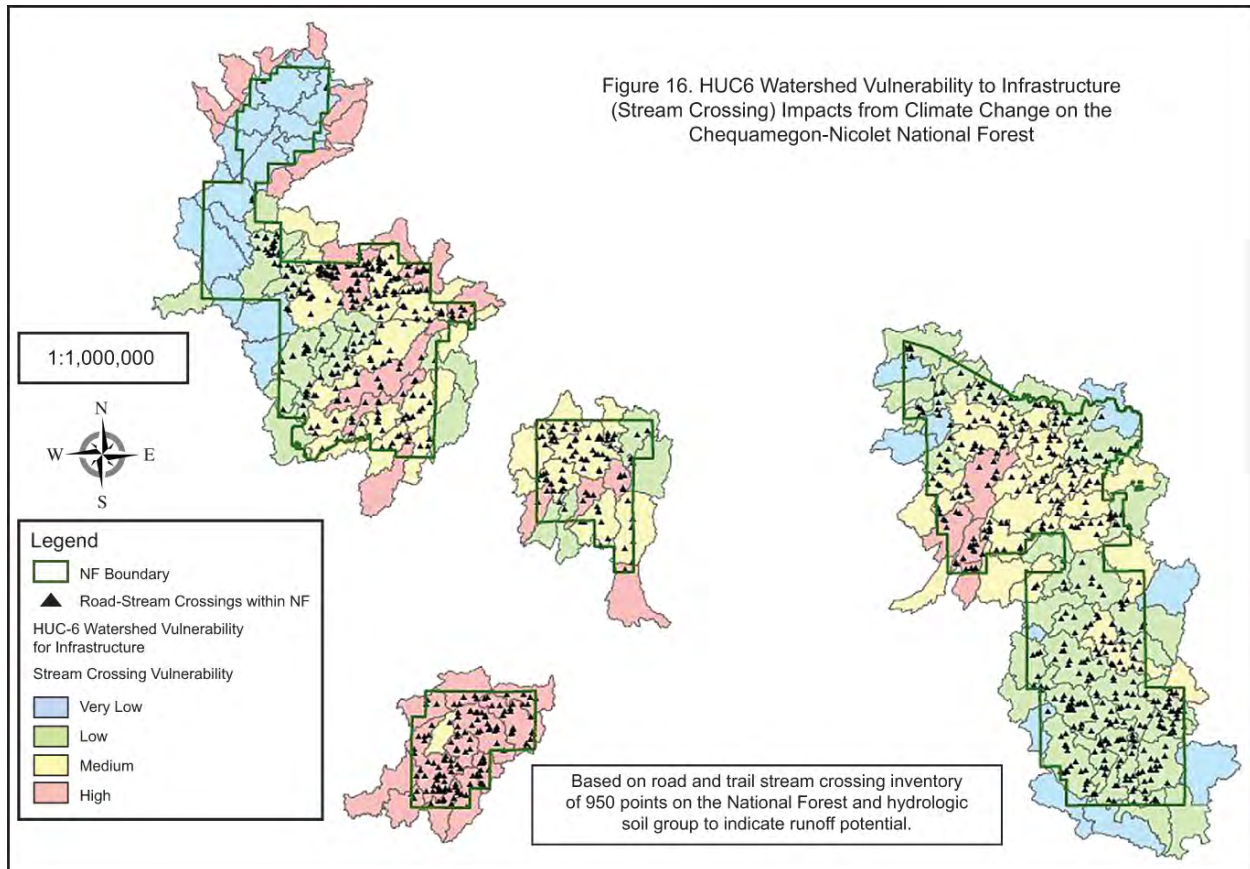 Figure 16. HUC6 Watershed Vulnerability to Infrastructure
(Stream Crossing) Impacts from Climate Change on the
Chequamegon-Nicolet National Forest
1:1,000,000
N
W E
S
Legend
NF Boundary
Road-Stream Crossings within NF
HUC-6 Watershed Vulnerability
for Infrastructure
Stream Crossing Vulnerability
Very Low
Low
Medium
High
Based on road and trail stream crossing inventory
of 950 points on the National Forest and hydrologic
soil group to indicate runoff potential.